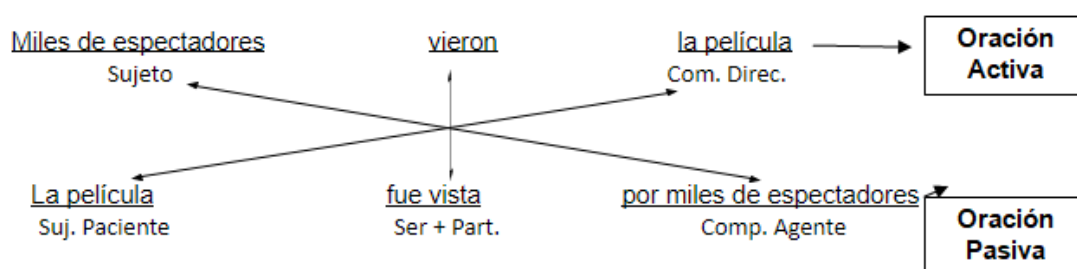 Miles de espectadores vieron la película Oración Activa
Sujeto Com. Direc.
La película fue vista por miles de espectadores Oración Pasiva
Suj. Paciente Ser + Part. Comp. Agente